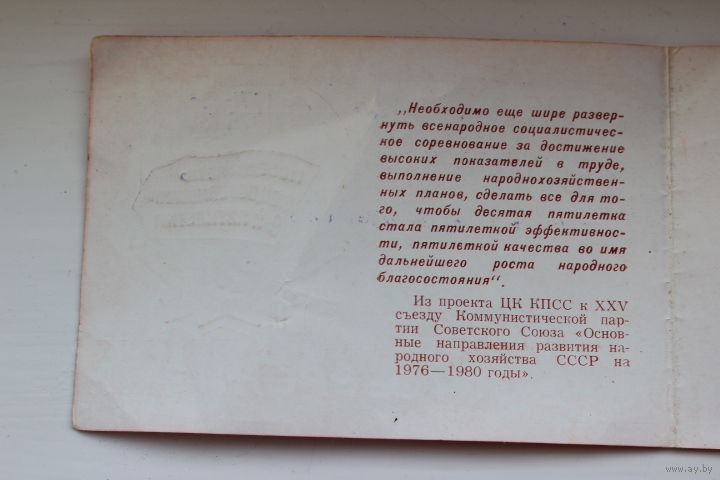 „Необходимо еще шире развер-
нуть всенародное социалистичес-
кое соревнование за достижение
высоких показателей в труде,
выполнение народнохозяйствен-
ных планов, сделать все для то-
го, чтобы десятая пятилетка
стала пятилеткой эффективнос-
ти, пятилеткой качества во имя
дальнейшего роста народного
благосостояния“.
Из проекта ЦК КПСС к XXV
съезду Коммунистической пар-
тии Советского Союза «Основ-
ные направления развития на-
родного хозяйства СССР на
1976—1980 годы».
www.ay.by